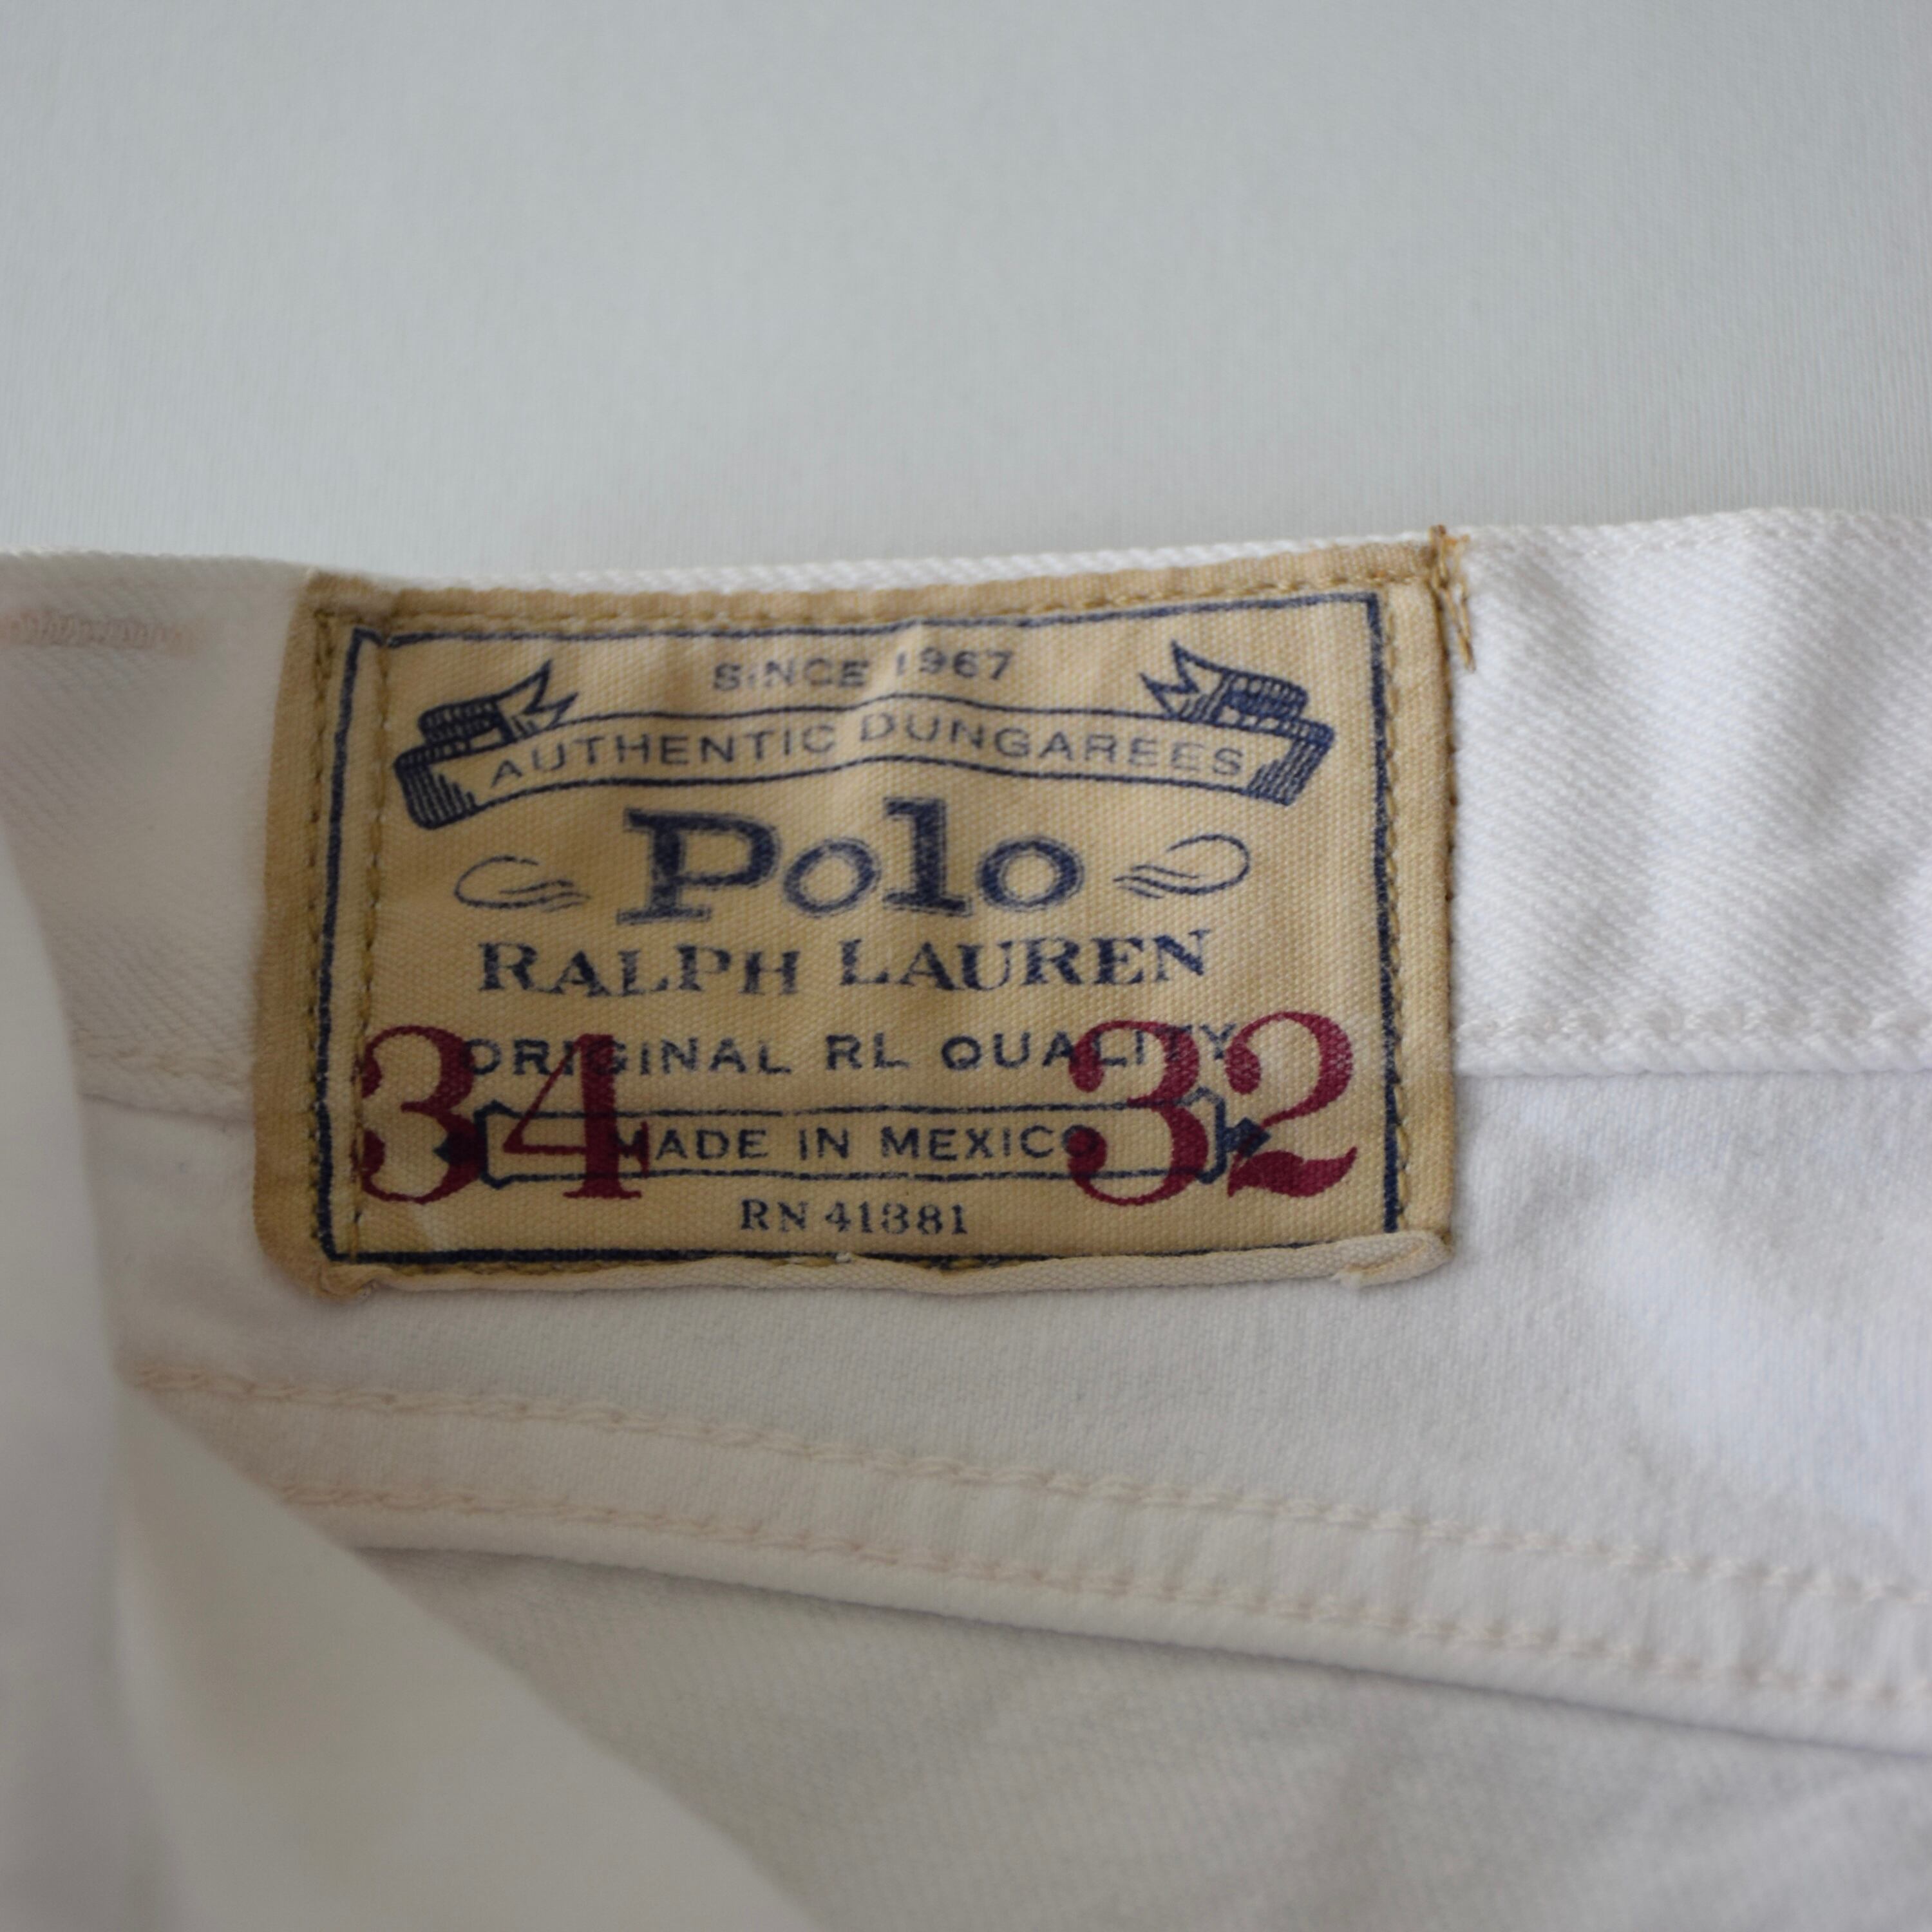 SINCE 1967
AUTHENTIC DUNGAREES
Polo
RALPH LAUREN
ORIGINAL RL QUALITY
34 32
MADE IN MEXICO
RN 41381